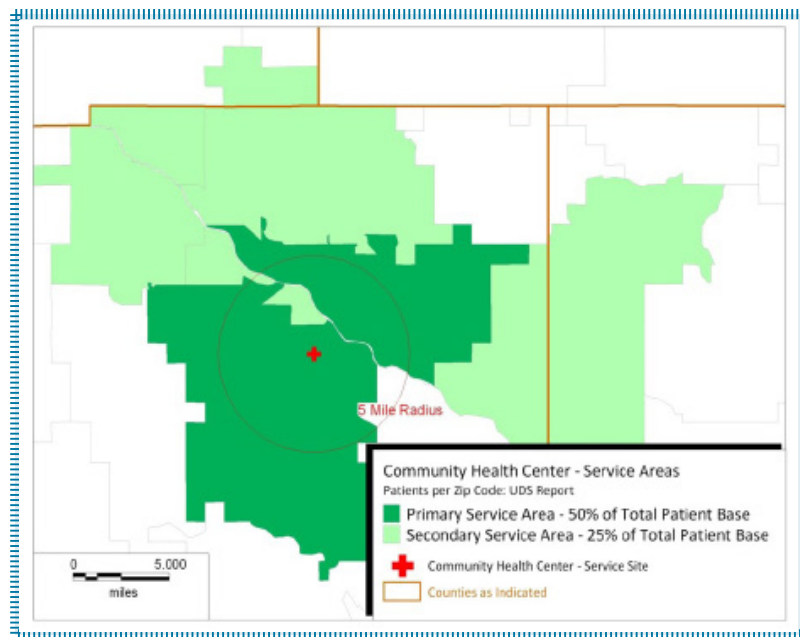 5 Mile Radius
Community Health Center - Service Areas
Patients per Zip Code: UDS Report
Primary Service Area - 50% of Total Patient Base
Secondary Service Area - 25% of Total Patient Base
Community Health Center - Service Site
Counties as Indicated
0 5.000
miles